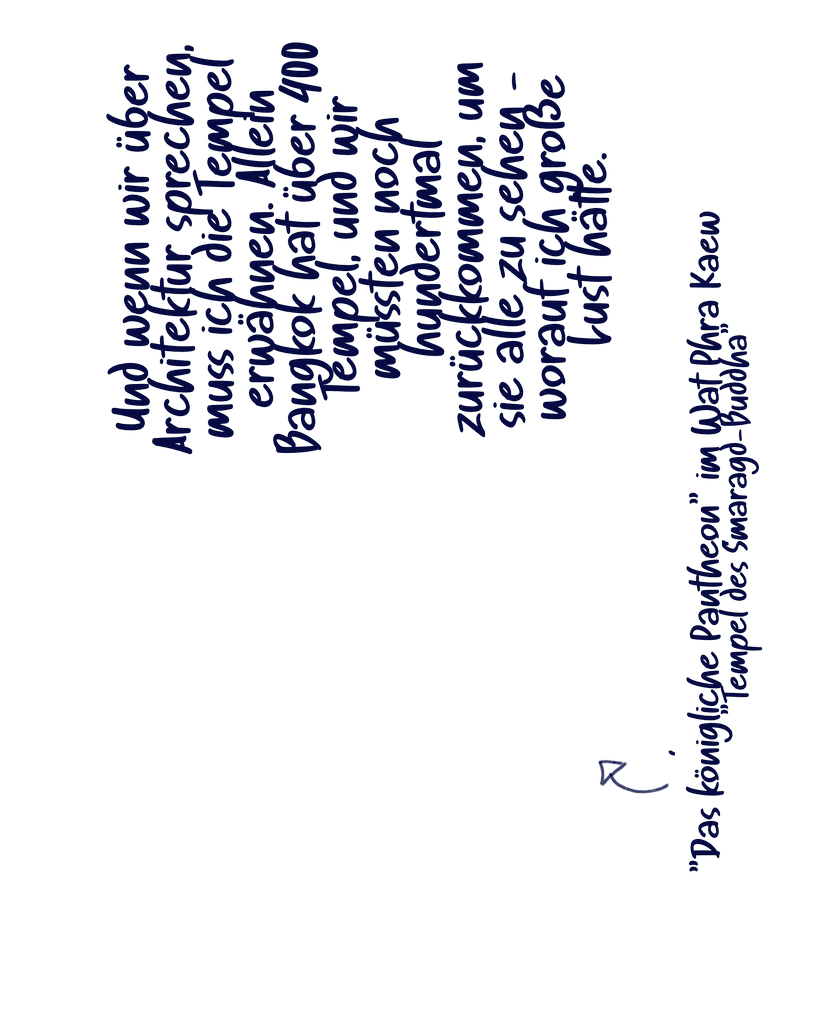 Und wenn wir über
Architektur sprechen,
muss ich die Tempel
erwähnen. Allein
Bangkok hat über 400
Tempel, und wir
müssten noch
hundertmal
zurückkommen, um
sie alle zu sehen -
worauf ich große
Lust hätte.
"Das königliche Pantheon" im Wat Phra Kaew
"Tempel des Smaragd-Buddha"